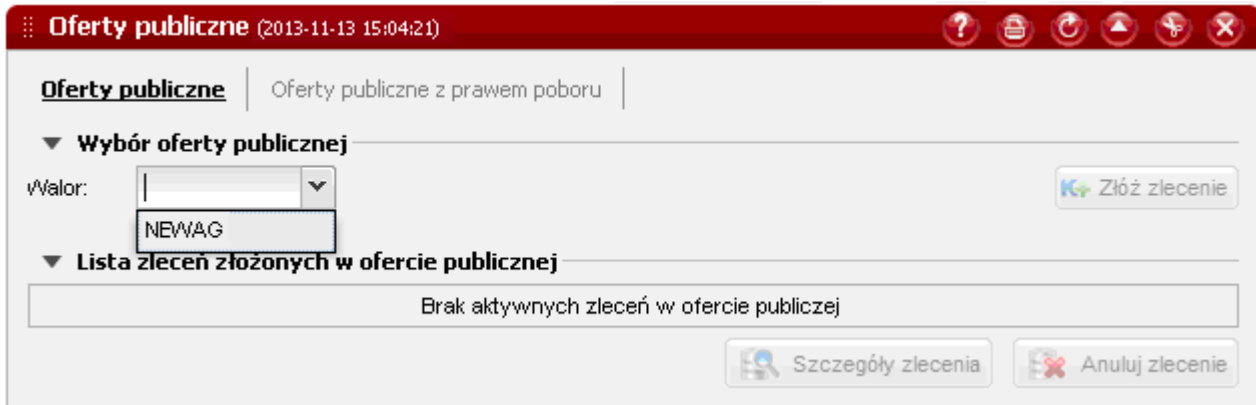 Oferty publiczne (2013-11-13 15:04:21)
Oferty publiczne Oferty publiczne z prawem poboru
Wybór oferty publicznej
Walor: K+ Złóż zlecenie
NEWAG
Lista zleceń złożonych w ofercie publicznej
Brak aktywnych zleceń w ofercie publiczej
Szczegóły zlecenia Anuluj zlecenie